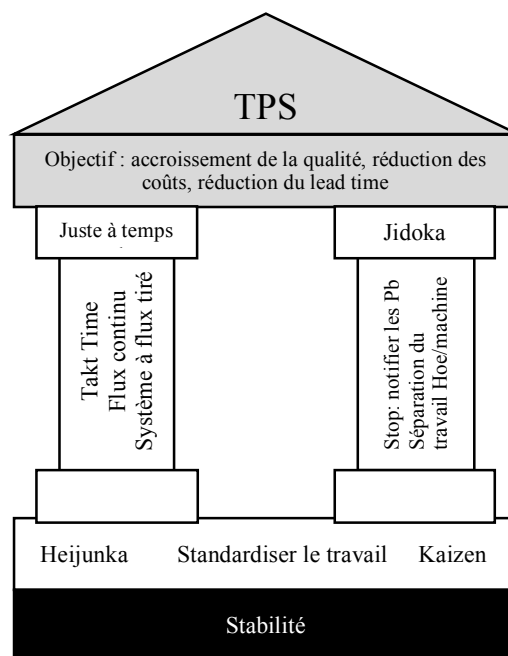 TPS
Objectif : accroissement de la qualité, réduction des
coûts, réduction du lead time
Juste à temps
Jidoka
Takt Time
Flux continu
Système à flux tiré
Stop: notifier les Pb
Séparation du
travail Hoe/machine
Heijunka Standardiser le travail Kaizen
Stabilité